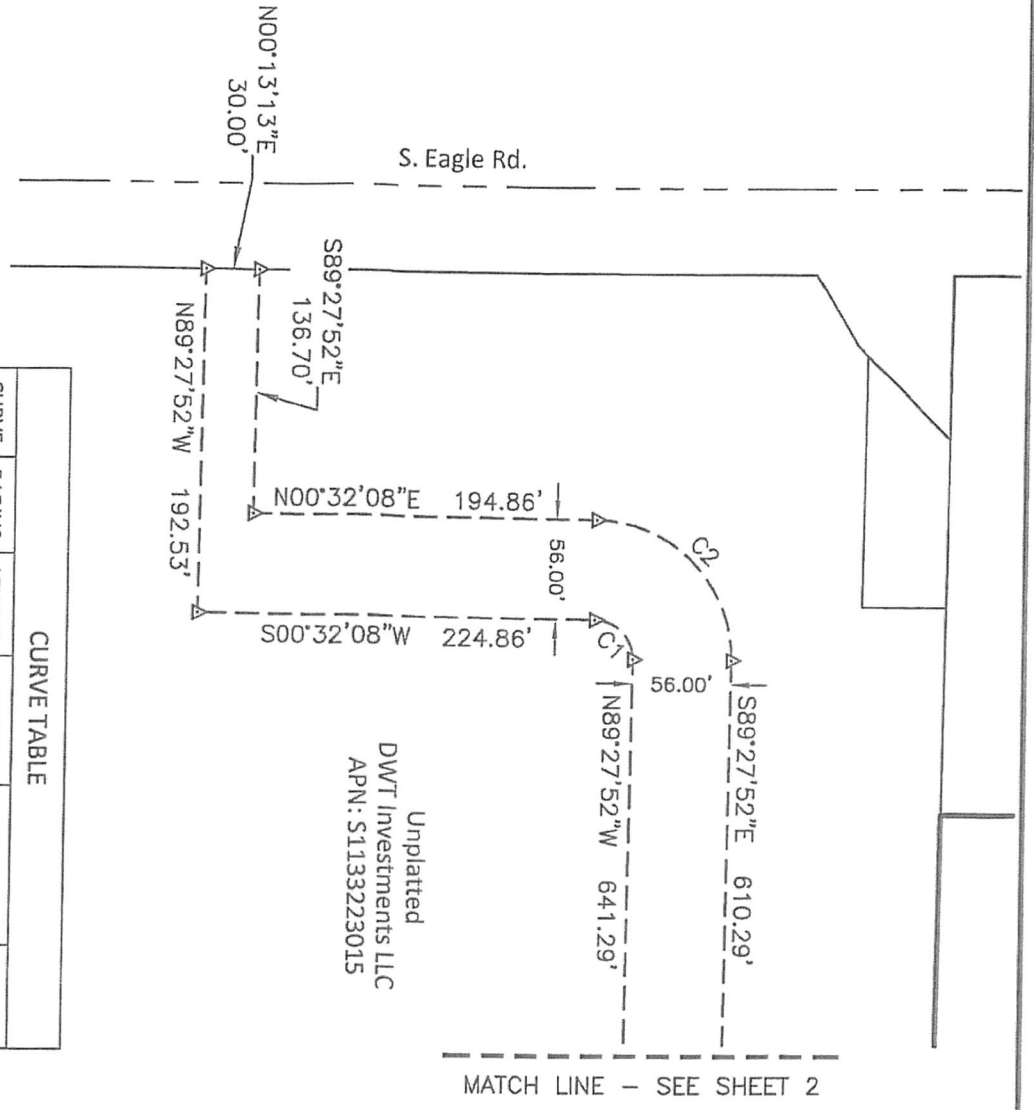 N00°13'13"E
30.00'
S. Eagle Rd.
S89°27'52"E
136.70'
N89°27'52"W 192.53'
N00°32'08"E 194.86'
56.00'
S00°32'08"W 224.86'
C2
C1
56.00'
S89°27'52"E 610.29'
N89°27'52"W 641.29'
Unplatted
DWT Investments LLC
APN: S1133223015
MATCH LINE – SEE SHEET 2
CURVE TABLE